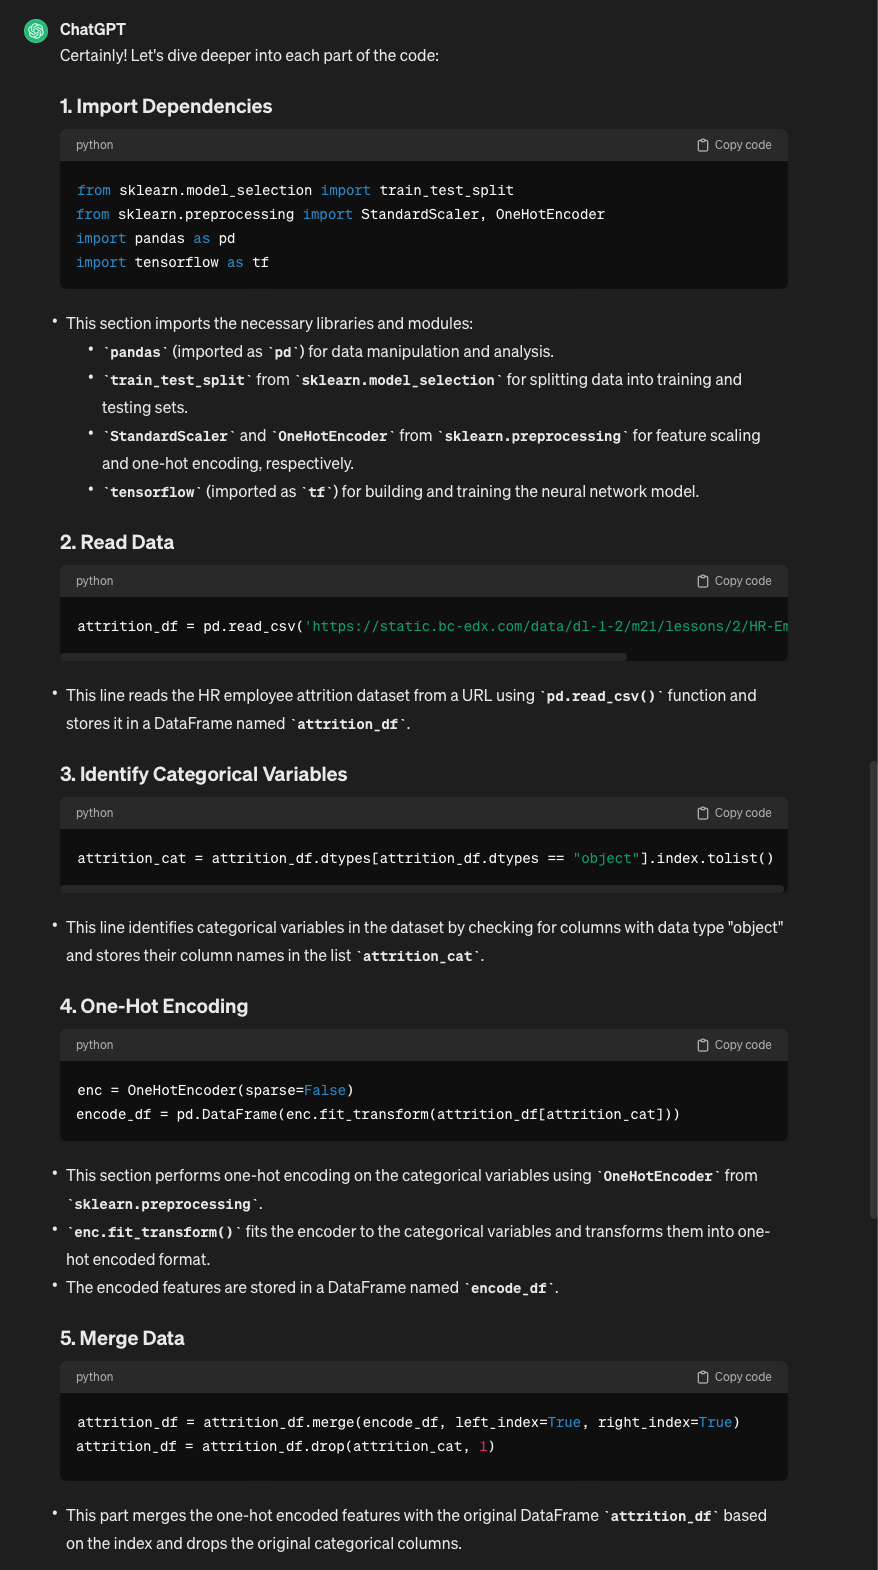 ChatGPT
Certainly! Let's dive deeper into each part of the code:
1. Import Dependencies
python
Copy code
from sklearn.model_selection import train_test_split
from sklearn.preprocessing import StandardScaler, OneHotEncoder
import pandas as pd
import tensorflow as tf
• This section imports the necessary libraries and modules:
• `pandas` (imported as `pd`) for data manipulation and analysis.
• `train_test_split` from `sklearn.model_selection` for splitting data into training and
testing sets.
• `StandardScaler` and `OneHotEncoder` from `sklearn.preprocessing` for feature scaling
and one-hot encoding, respectively.
• `tensorflow` (imported as `tf`) for building and training the neural network model.
2. Read Data
python
Copy code
attrition_df = pd.read_csv('https://static.bc-edx.com/data/dl-1-2/m21/lessons/2/HR-Em
• This line reads the HR employee attrition dataset from a URL using `pd.read_csv()` function and
stores it in a DataFrame named `attrition_df`.
3. Identify Categorical Variables
python
Copy code
attrition_cat = attrition_df.dtypes[attrition_df.dtypes == "object"].index.tolist()
• This line identifies categorical variables in the dataset by checking for columns with data type "object"
and stores their column names in the list `attrition_cat`.
4. One-Hot Encoding
python
Copy code
enc = OneHotEncoder(sparse=False)
encode_df = pd.DataFrame(enc.fit_transform(attrition_df[attrition_cat]))
• This section performs one-hot encoding on the categorical variables using `OneHotEncoder` from
`sklearn.preprocessing`.
• `enc.fit_transform()` fits the encoder to the categorical variables and transforms them into one-
hot encoded format.
• The encoded features are stored in a DataFrame named `encode_df`.
5. Merge Data
python
Copy code
attrition_df = attrition_df.merge(encode_df, left_index=True, right_index=True)
attrition_df = attrition_df.drop(attrition_cat, 1)
• This part merges the one-hot encoded features with the original DataFrame `attrition_df` based
on the index and drops the original categorical columns.